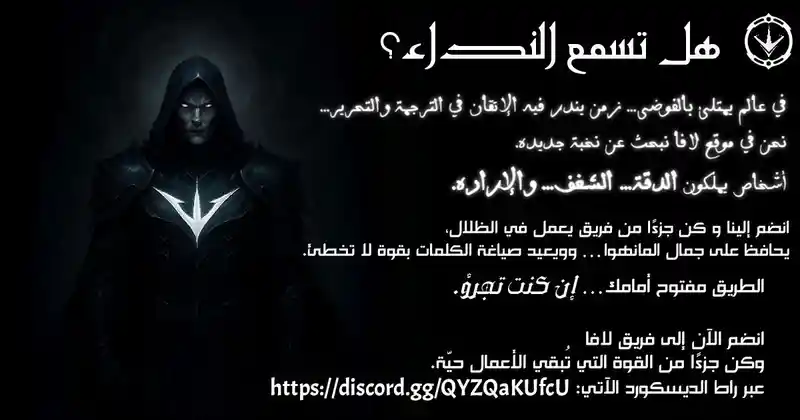 هل تسمع النداء؟
في عالم يمتلئ بالفوضى... زمن يندر فيه الإتقان في الترجمة والتحرير...
نحن في موقع لافا نبحث عن نخبة جديدة.
أشخاص يملكون الدقة... الشغف... والإرادة.
انضم إلينا و كن جزءًا من فريق يعمل في الظلال،
يحافظ على جمال المانهوا... وويعيد صياغة الكلمات بقوة لا تخطئ.
الطريق مفتوح أمامك... إن كنت تجرؤ.
انضم الآن إلى فريق لافا
وكن جزءًا من القوة التي تُبقي الأعمال حيّة.
عبر راط الديسكورد الآتي: https://discord.gg/QYZQaKUfcU